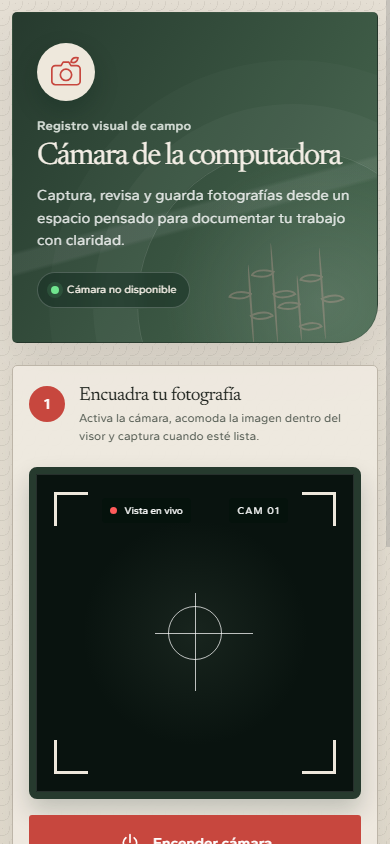 Registro visual de campo
Cámara de la computadora
Captura, revisa y guarda fotografías desde un
espacio pensado para documentar tu trabajo
con claridad.
Cámara no disponible
1
Encuadra tu fotografía
Activa la cámara, acomoda la imagen dentro del
visor y captura cuando esté lista.
Vista en vivo
CAM 01
Encender cámara